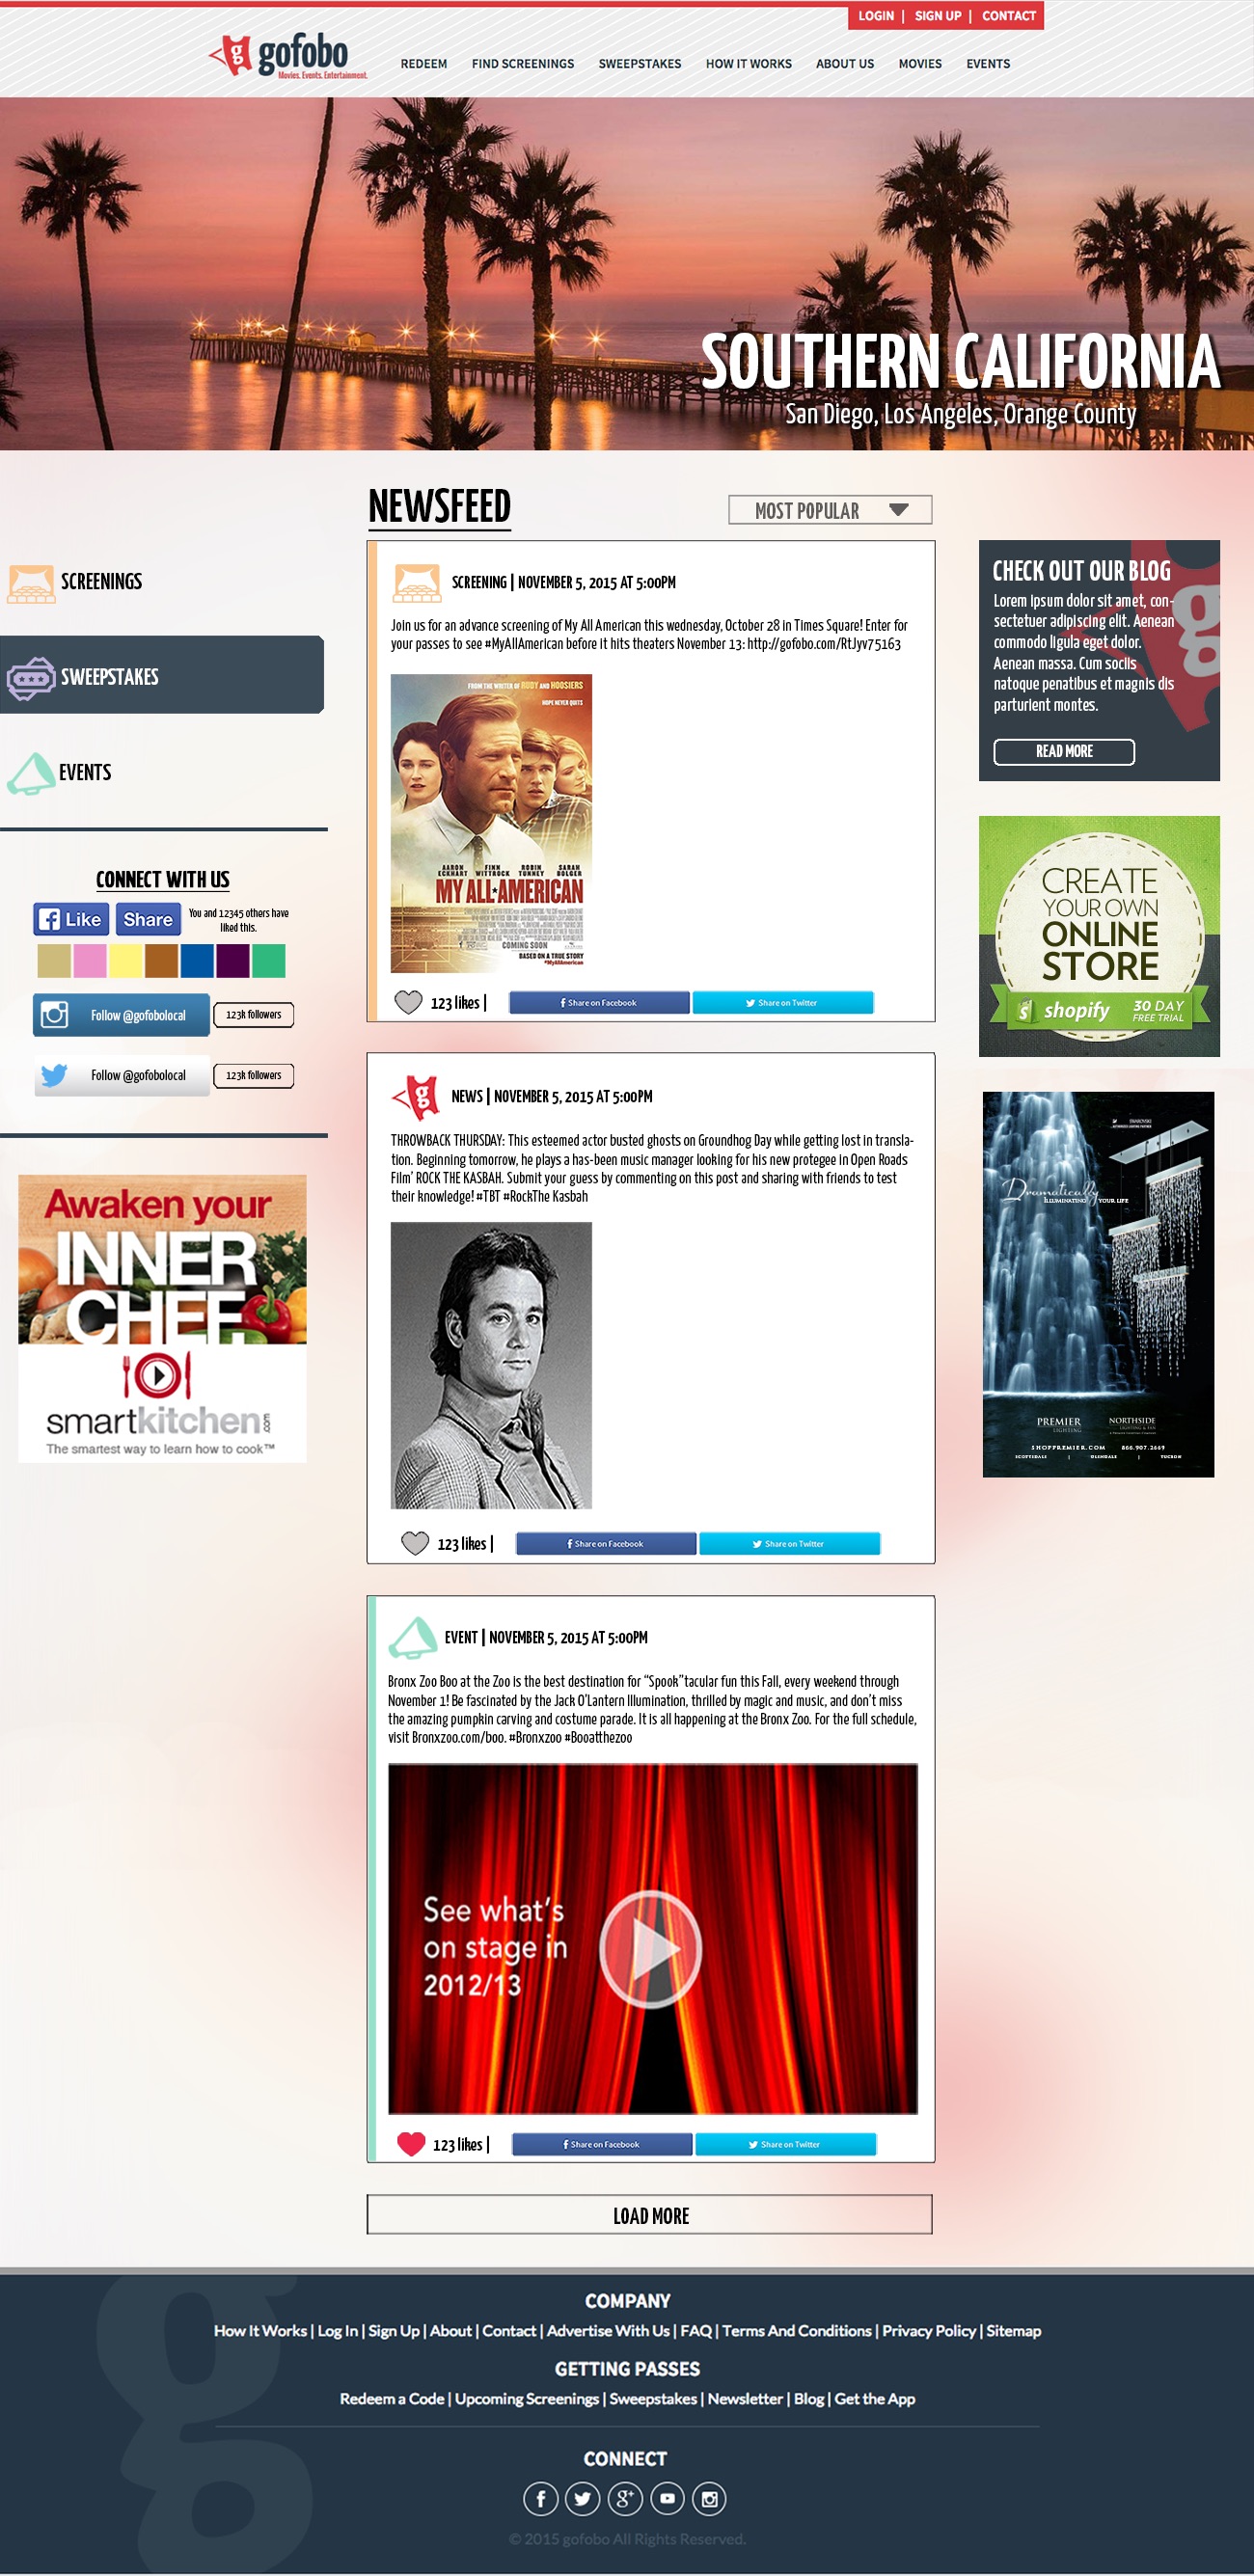 LOGIN | SIGN UP | CONTACT
gofobo
Movies. Events. Entertainment.
REDEEM FIND SCREENINGS SWEEPSTAKES HOW IT WORKS ABOUT US MOVIES EVENTS
SOUTHERN CALIFORNIA
San Diego, Los Angeles, Orange County
SCREENINGS
SWEEPSTAKES
EVENTS
CONNECT WITH US
Like Share You and 12345 others have
liked this.
Follow @gofobolocal 123k followers
Follow @gofobolocal 123k followers
Awaken your
INNER
CHEF.
smartkitchen.com
The smartest way to learn how to cook™
NEWSFEED
MOST POPULAR
SCREENING | NOVEMBER 5, 2015 AT 5:00PM
Join us for an advance screening of My All American this wednesday, October 28 in Times Square! Enter for
your passes to see #MyAllAmerican before it hits theaters November 13: http://gofobo.com/RtJyv75163
FROM THE WRITER OF RUDY AND HOOSIERS
HOPE NEVER QUITS
AARON FINN ROBIN SARAH
ECKHART WITTROCK TUNNEY BOLGER
MY ALL★AMERICAN
COMING SOON
BASED ON A TRUE STORY
#MyAllAmerican
123 likes | Share on Facebook Share on Twitter
g NEWS | NOVEMBER 5, 2015 AT 5:00PM
THROWBACK THURSDAY: This esteemed actor busted ghosts on Groundhog Day while getting lost in transla-
tion. Beginning tomorrow, he plays a has-been music manager looking for his new protegee in Open Roads
Film' ROCK THE KASBAH. Submit your guess by commenting on this post and sharing with friends to test
their knowledge! #TBT #RockThe Kasbah
123 likes | Share on Facebook Share on Twitter
EVENT | NOVEMBER 5, 2015 AT 5:00PM
Bronx Zoo Boo at the Zoo is the best destination for “Spook”tacular fun this Fall, every weekend through
November 1! Be fascinated by the Jack O'Lantern Illumination, thrilled by magic and music, and don't miss
the amazing pumpkin carving and costume parade. It is all happening at the Bronx Zoo. For the full schedule,
visit Bronxzoo.com/boo. #Bronxzoo #Booatthezoo
See what's
on stage in
2012/13
123 likes | Share on Facebook Share on Twitter
LOAD MORE
CHECK OUT OUR BLOG
Lorem ipsum dolor sit amet, con-
sectetuer adipiscing elit. Aenean
commodo ligula eget dolor.
Aenean massa. Cum sociis
natoque penatibus et magnis dis
parturient montes.
READ MORE
CREATE
YOUR OWN
ONLINE
STORE
shopify 30 DAY
FREE TRIAL
Dramatically
ILLUMINATING YOUR LIFE
PREMIER NORTHSIDE
LIGHTING
SHOPPREMIER.COM 866.907.2669
SCOTTSDALE | GLENDALE | TUCSON
COMPANY
How It Works | Log In | Sign Up | About | Contact | Advertise With Us | FAQ | Terms And Conditions | Privacy Policy | Sitemap
GETTING PASSES
Redeem a Code | Upcoming Screenings | Sweepstakes | Newsletter | Blog | Get the App
CONNECT
© 2015 gofobo All Rights Reserved.